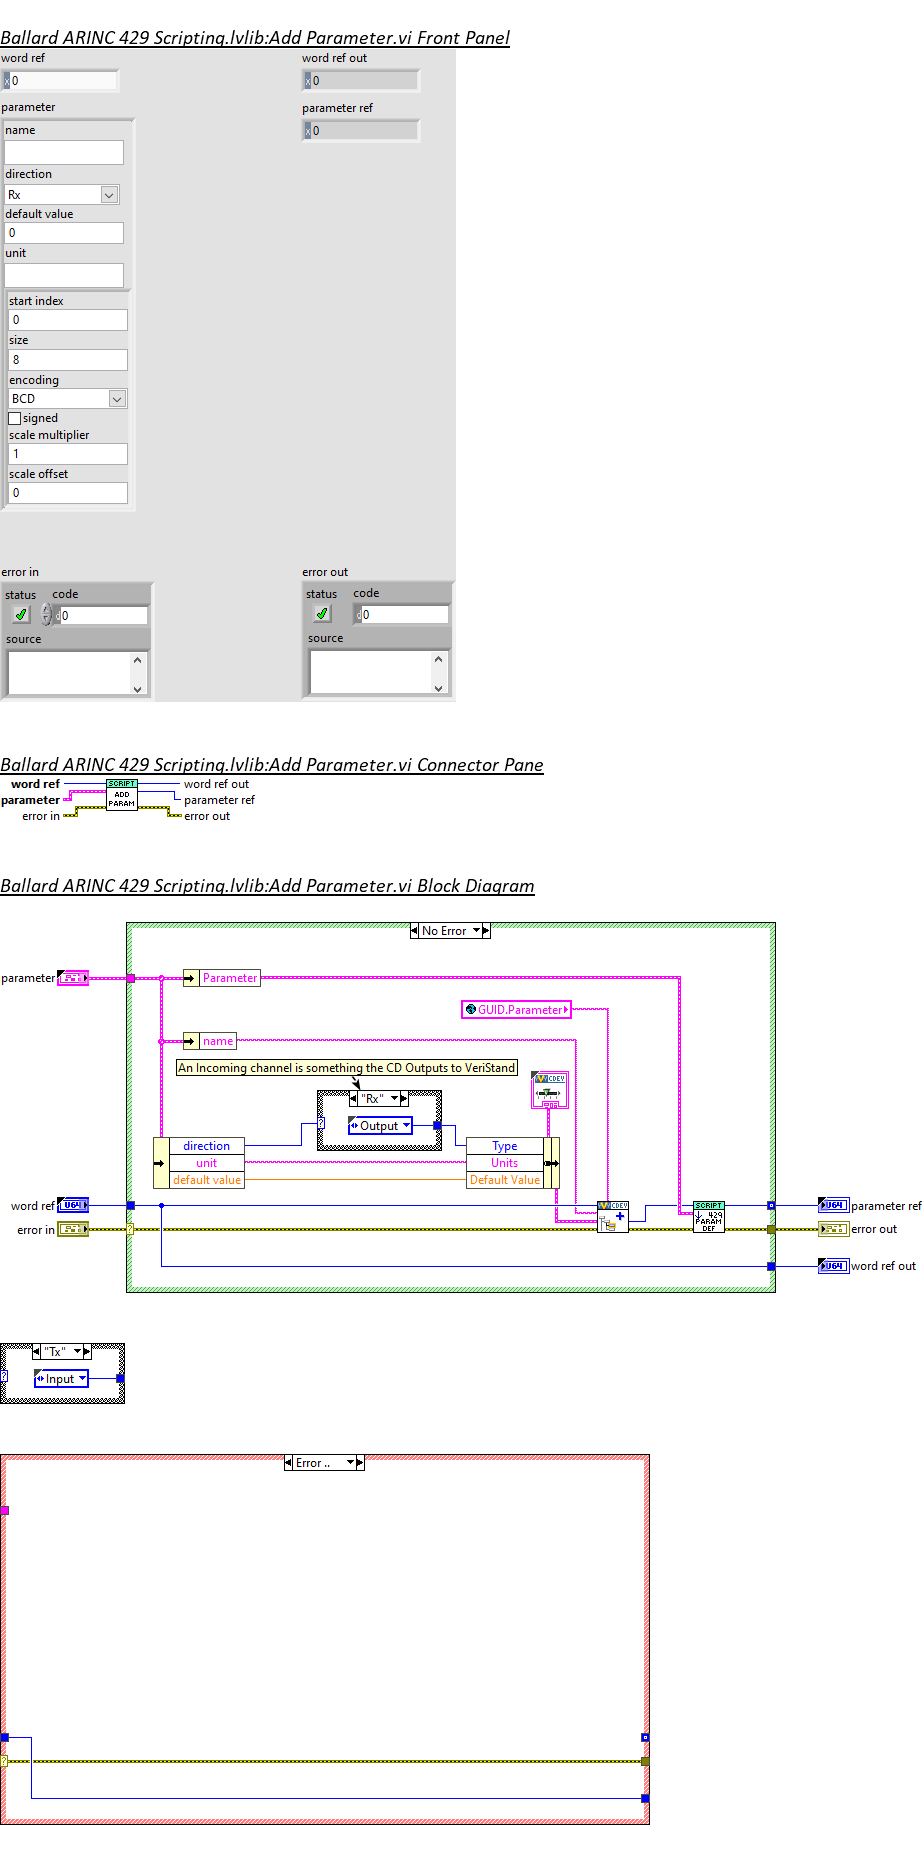 Ballard ARINC 429 Scripting.lvlib:Add Parameter.vi Front Panel
word ref
x 0
word ref out
x 0
parameter
parameter ref
x 0
name
direction
Rx
default value
0
unit
start index
0
size
8
encoding
BCD
signed
scale multiplier
1
scale offset
0
error in
status code
d 0
source
error out
status code
d 0
source
Ballard ARINC 429 Scripting.lvlib:Add Parameter.vi Connector Pane
word ref
parameter
error in
SCRIPT
ADD
PARAM
word ref out
parameter ref
error out
Ballard ARINC 429 Scripting.lvlib:Add Parameter.vi Block Diagram
No Error
parameter
Parameter
GUID.Parameter
name
An Incoming channel is something the CD Outputs to VeriStand
CDEV
"Rx"
Output
direction
unit
default value
Type
Units
Default Value
word ref
U64
error in
CDEV
SCRIPT
429
PARAM
DEF
U64
parameter ref
error out
U64
word ref out
"Tx"
Input
Error ..